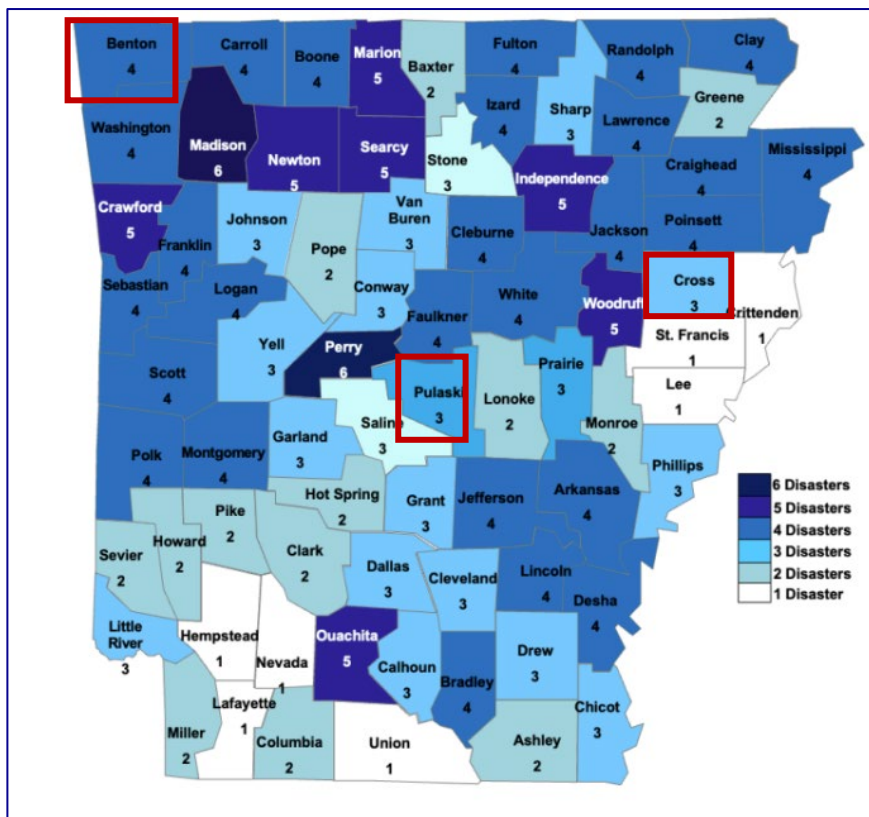 Benton
4
Carroll
4
Boone
4
Marion
5
Baxter
2
Fulton
4
Randolph
4
Clay
4
Washington
4
Madison
6
Newton
5
Searcy
5
Stone
3
Izard
4
Sharp
3
Lawrence
4
Greene
2
Independence
5
Craighead
4
Mississippi
4
Crawford
5
Franklin
4
Johnson
3
Pope
2
Van
Buren
3
Cleburne
4
Jackson
4
Poinsett
4
Sebastian
4
Logan
4
Conway
3
Faulkner
4
White
4
Woodruff
5
Cross
3
Crittenden
1
St. Francis
1
Scott
4
Yell
3
Perry
6
Pulaski
3
Lonoke
2
Prairie
3
Lee
1
Monroe
2
Saline
3
Garland
3
Polk
4
Montgomery
4
Hot Spring
2
Grant
3
Jefferson
4
Arkansas
4
Phillips
3
6 Disasters
5 Disasters
4 Disasters
3 Disasters
2 Disasters
1 Disaster
Sevier
2
Howard
2
Pike
2
Clark
2
Dallas
3
Cleveland
3
Lincoln
4
Desha
4
Little
River
3
Hempstead
1
Nevada
1
Ouachita
5
Calhoun
3
Bradley
4
Drew
3
Chicot
3
Miller
2
Lafayette
1
Columbia
2
Union
1
Ashley
2